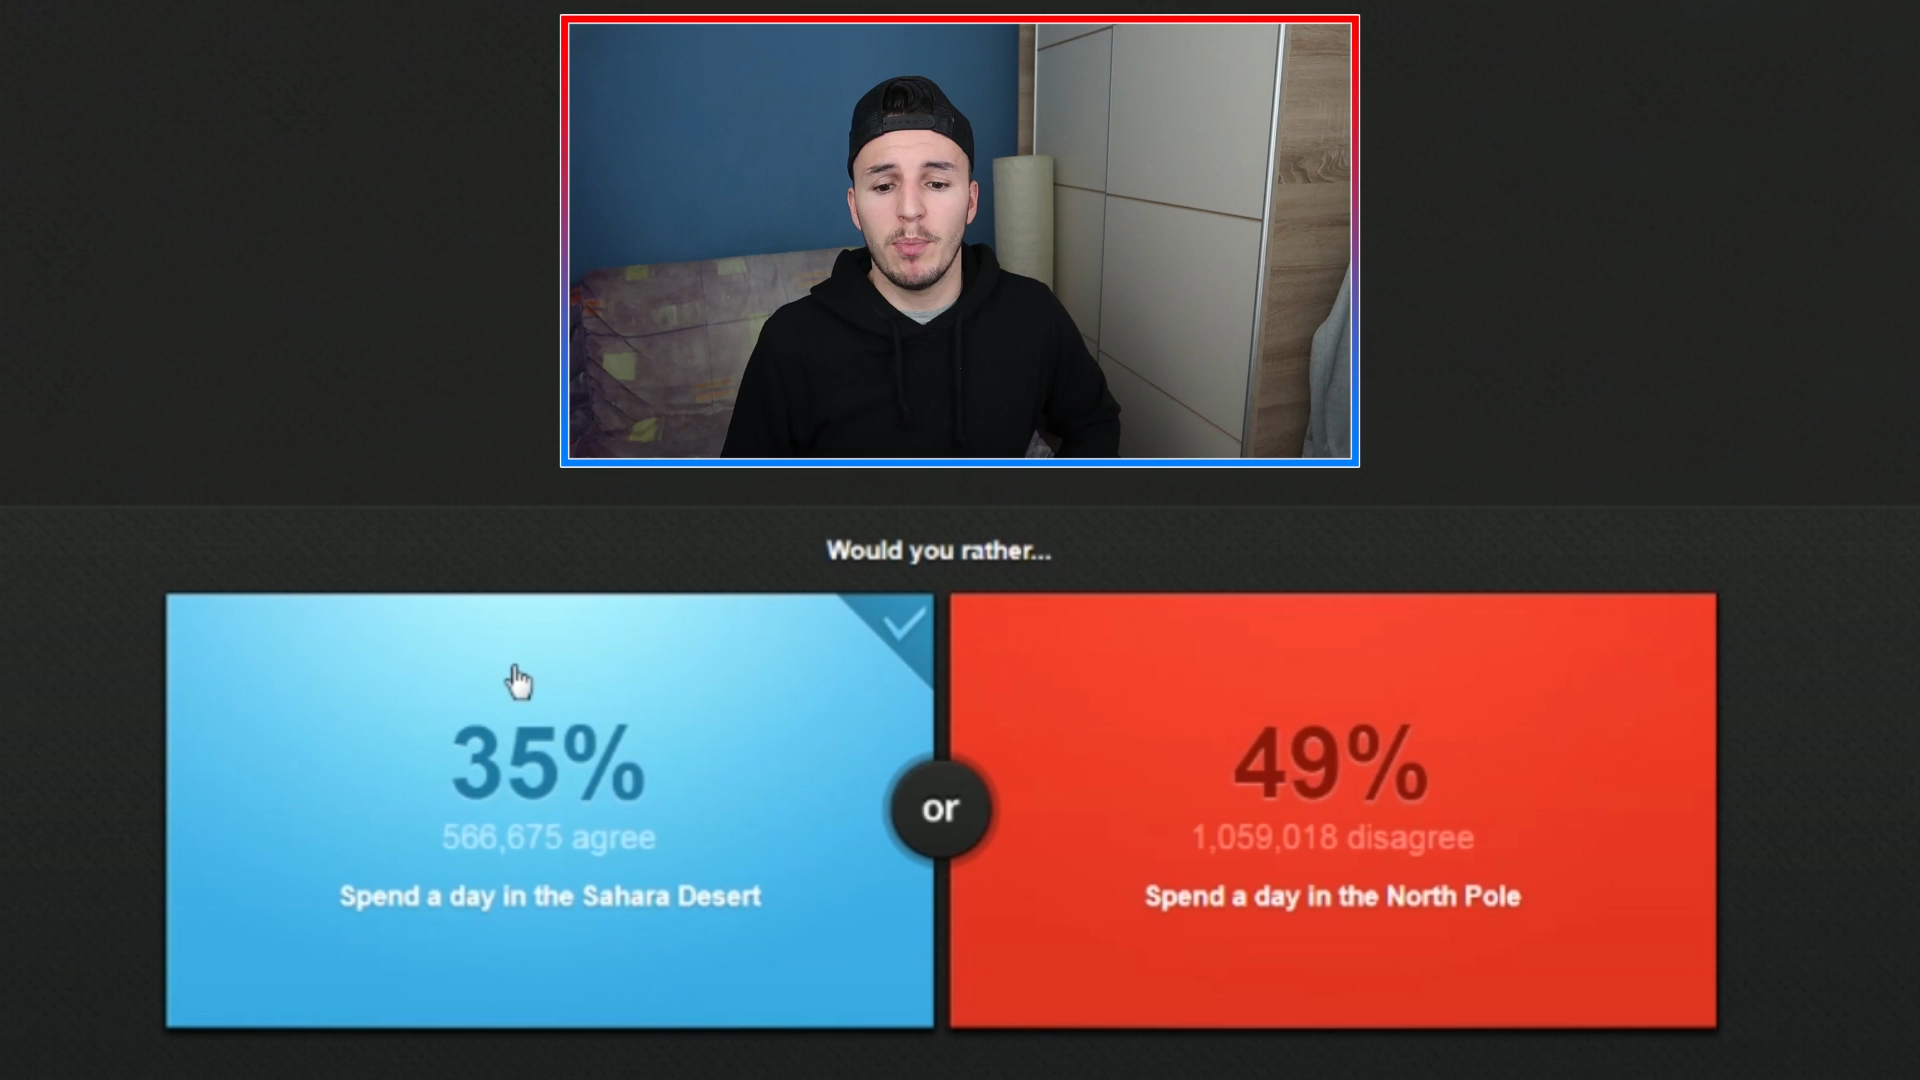 Would you rather...
35%
566,675 agree
Spend a day in the Sahara Desert
or
49%
1,059,018 disagree
Spend a day in the North Pole